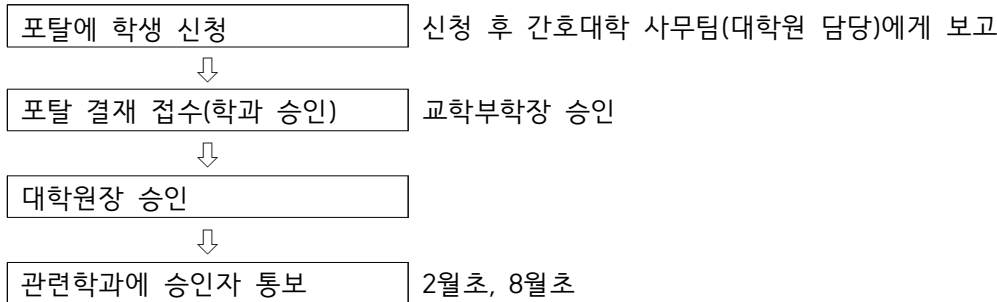 포탈에 학생 신청 신청 후 간호대학 사무팀(대학원 담당)에게 보고
⇩
포탈 결재 접수(학과 승인) 교학부학장 승인
⇩
대학원장 승인
⇩
관련학과에 승인자 통보 2월초, 8월초